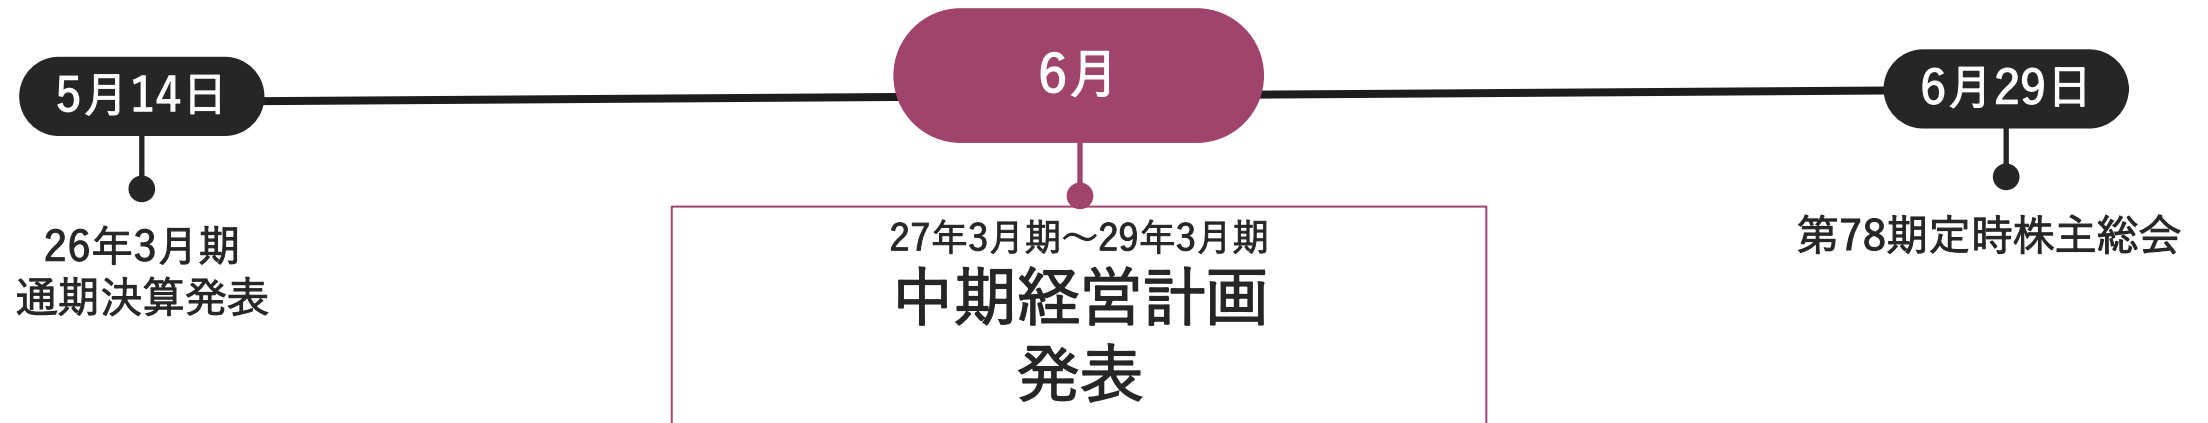 5月14日
26年3月期
通期決算発表
6月
27年3月期～29年3月期
中期経営計画
発表
6月29日
第78期定時株主総会